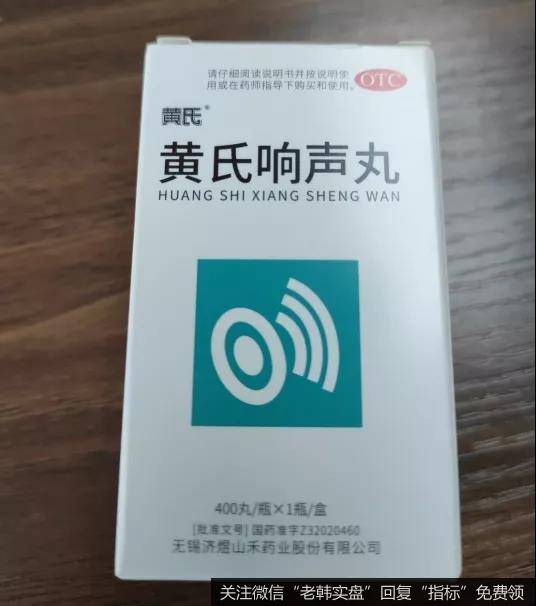 请仔细阅读说明书并按说明使
用或在药师指导下购买和使用。
OTC
黄氏®
黄氏响声丸
HUANG SHI XIANG SHENG WAN
400丸/瓶×1瓶/盒
[批准文号] 国药准字Z32020460
无锡济煜山禾药业股份有限公司
关注微信“老韩实盘”回复“指标”免费领